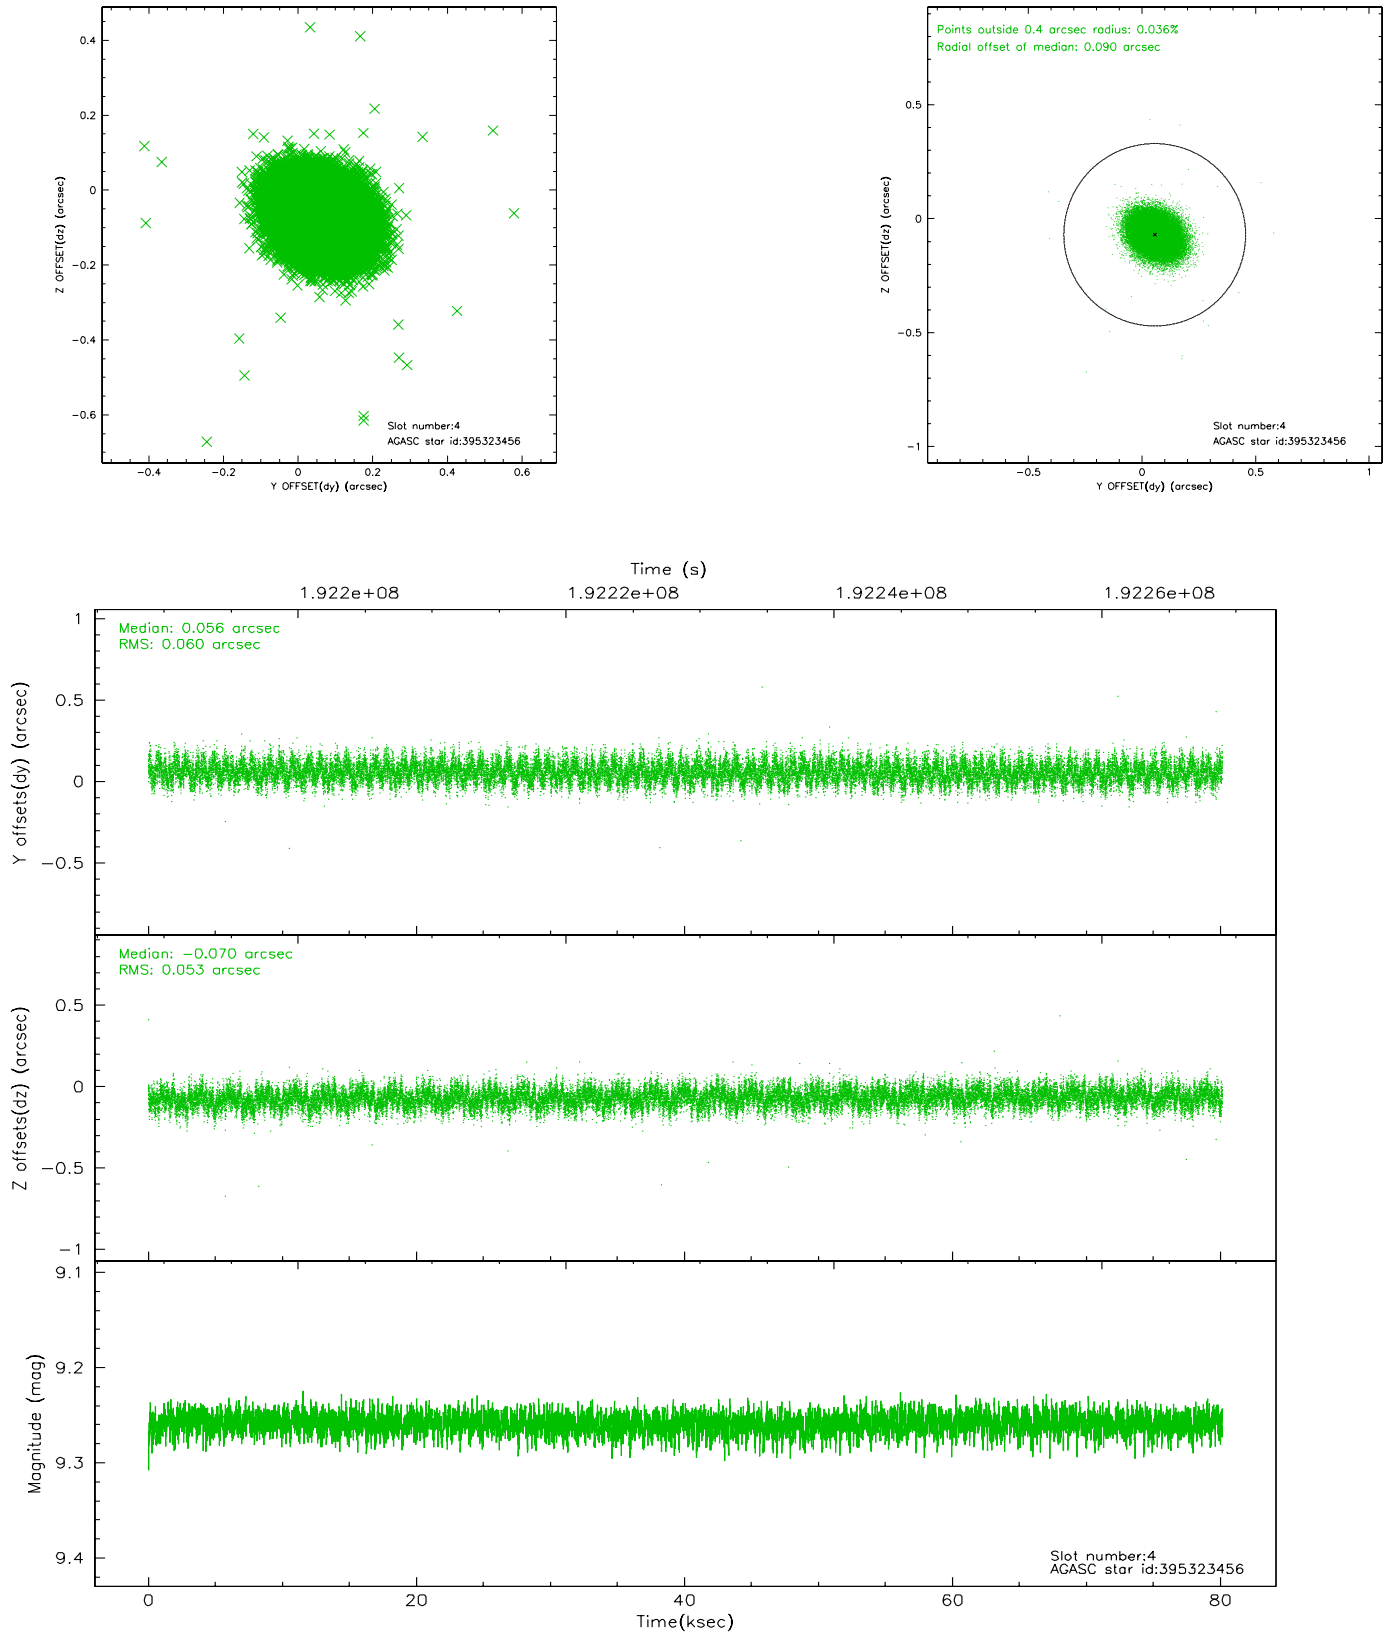 0.4
0.2
0
−0.2
−0.4
−0.6
Z OFFSET(dz) (arcsec)
−0.4
−0.2
0
0.2
0.4
0.6
Y OFFSET(dy) (arcsec)
Slot number:4
AGASC star id:395323456
Points outside 0.4 arcsec radius: 0.036%
Radial offset of median: 0.090 arcsec
0.5
0
−0.5
−1
Z OFFSET(dz) (arcsec)
−0.5
0
0.5
1
Y OFFSET(dy) (arcsec)
Slot number:4
AGASC star id:395323456
Time (s)
1.922e+08
1.9222e+08
1.9224e+08
1.9226e+08
Median: 0.056 arcsec
RMS: 0.060 arcsec
1
0.5
0
−0.5
Y offsets(dy) (arcsec)
Median: −0.070 arcsec
RMS: 0.053 arcsec
0.5
0
−0.5
−1
Z offsets(dz) (arcsec)
9.1
9.2
9.3
9.4
Magnitude (mag)
Slot number:4
AGASC star id:395323456
0
20
40
60
80
Time(ksec)